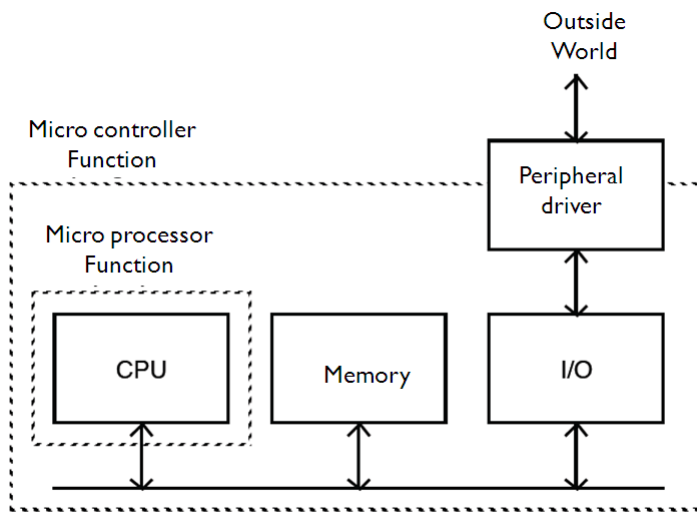 Outside
World
Micro controller
Function
Peripheral
driver
Micro processor
Function
CPU
Memory
I/O